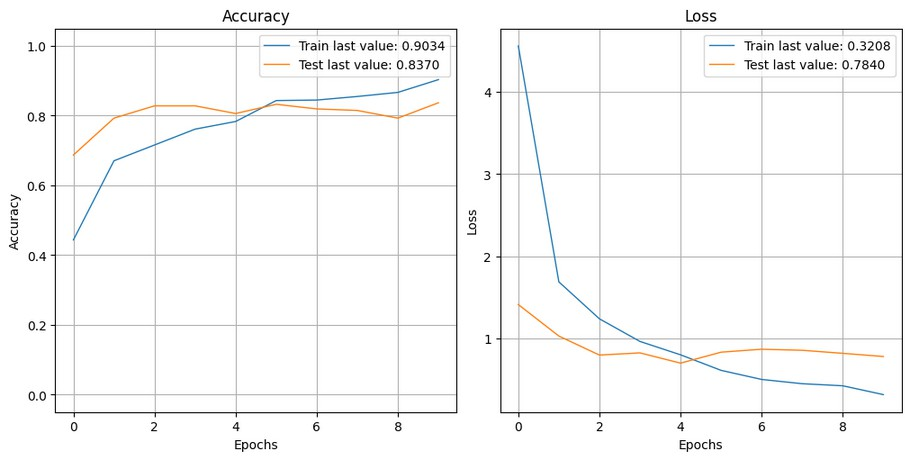 Accuracy
Train last value: 0.9034
Test last value: 0.8370
1.0
0.8
0.6
0.4
0.2
0.0
Accuracy
0 2 4 6 8
Epochs
Loss
Train last value: 0.3208
Test last value: 0.7840
4
3
2
1
Loss
0 2 4 6 8
Epochs